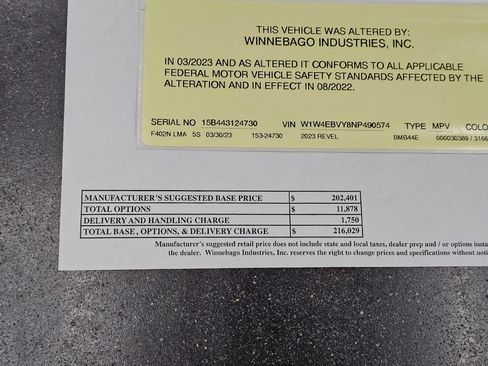 THIS VEHICLE WAS ALTERED BY:
WINNEBAGO INDUSTRIES, INC.
IN 03/2023 AND AS ALTERED IT CONFORMS TO ALL APPLICABLE
FEDERAL MOTOR VEHICLE SAFETY STANDARDS AFFECTED BY THE
ALTERATION AND IN EFFECT IN 08/2022.
SERIAL NO 15B443124730 VIN W1W4EBVY8NP490574 TYPE MPV COLO
F402N LMA 5S 03/30/23 153-24730 2023 REVEL BMB44E 000030389 / 3166
MANUFACTURER'S SUGGESTED BASE PRICE $ 202,401
TOTAL OPTIONS $ 11,878
DELIVERY AND HANDLING CHARGE 1,750
TOTAL BASE, OPTIONS, & DELIVERY CHARGE $ 216,029
Manufacturer's suggested retail price does not include state and local taxes, dealer prep and / or options insta
the dealer. Winnebago Industries, Inc. reserves the right to change prices and specifications without noti